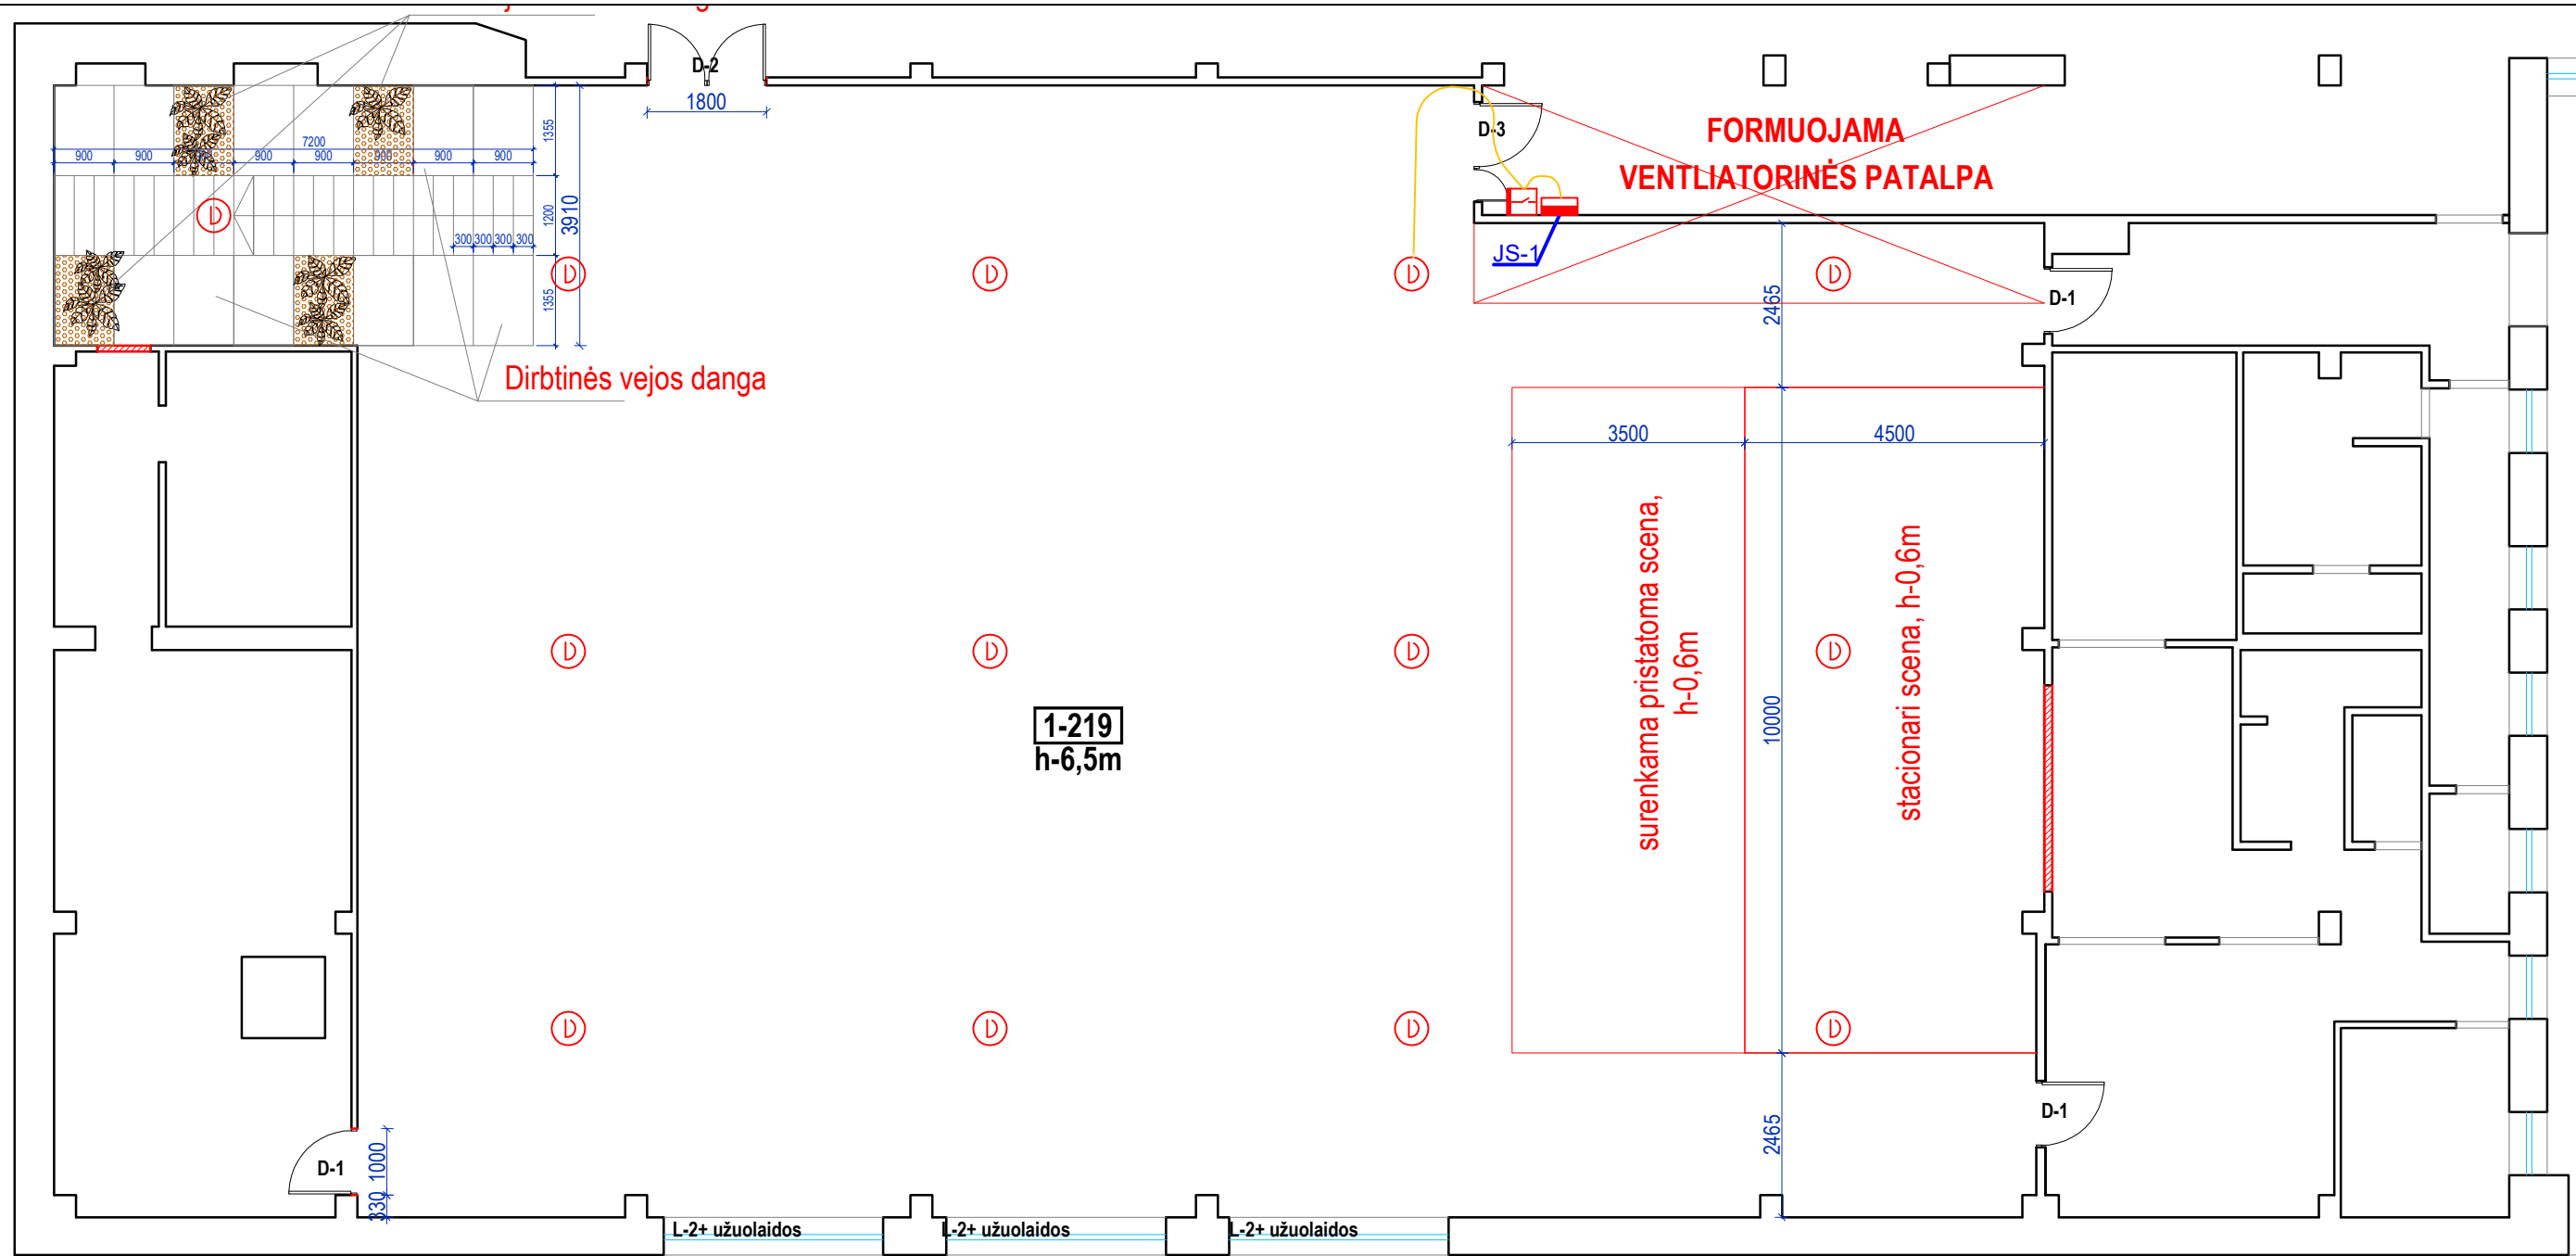 D-2
1800
D-3
FORMUOJAMA
VENTLIATORINĖS PATALPA
JS-1
7200
900 900 900 900 900 900 900
1355
1200
1355
3910
300 300 300 300
Dirbtinės vejos danga
D-1
2465
3500
4500
surenkama pristatoma scena,
h-0,6m
stacionari scena, h-0,6m
10000
1-219
h-6,5m
D-1
2465
D-1
1000
330
L-2+ užuolaidos
L-2+ užuolaidos
L-2+ užuolaidos